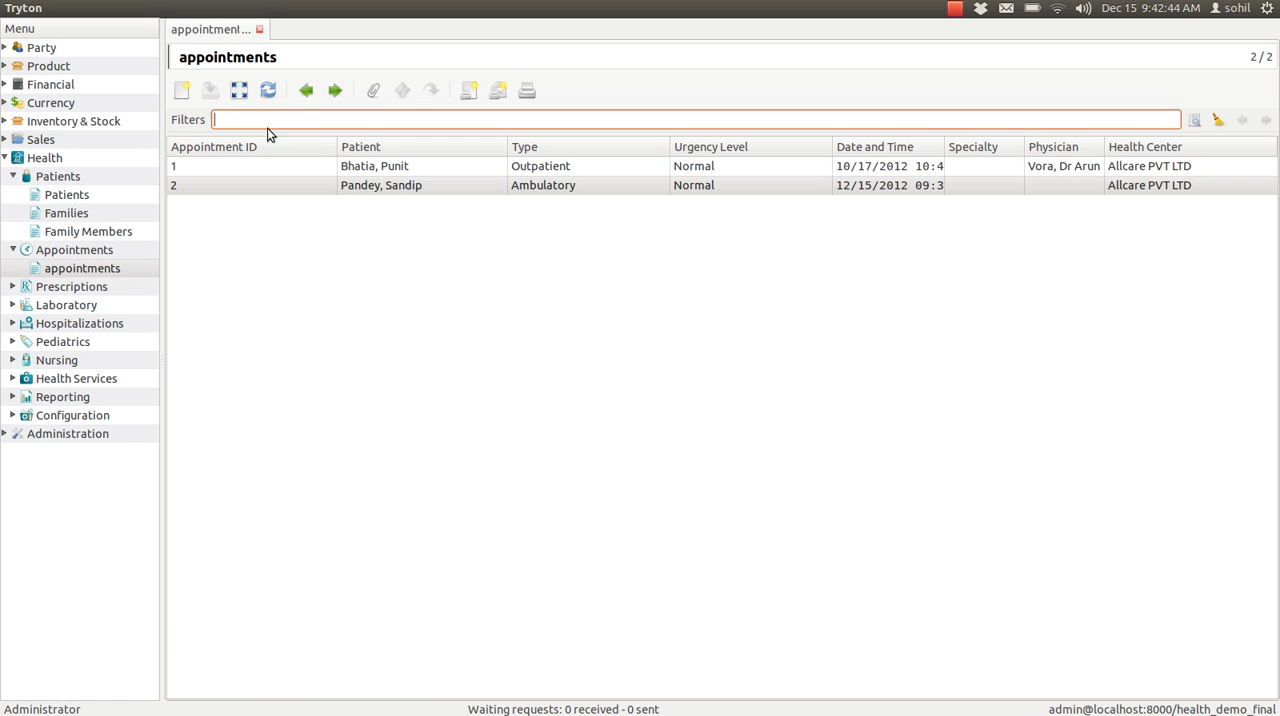 Tryton
Dec 15 9:42:44 AM sohil
Menu
Party
Product
Financial
Currency
Inventory & Stock
Sales
Health
Patients
Patients
Families
Family Members
Appointments
appointments
Prescriptions
Laboratory
Hospitalizations
Pediatrics
Nursing
Health Services
Reporting
Configuration
Administration
appointment ...
appointments 2 / 2
Filters
Appointment ID Patient Type Urgency Level Date and Time Specialty Physician Health Center
1 Bhatia, Punit Outpatient Normal 10/17/2012 10:4 Vora, Dr Arun Allcare PVT LTD
2 Pandey, Sandip Ambulatory Normal 12/15/2012 09:3 Allcare PVT LTD
Administrator Waiting requests: 0 received - 0 sent admin@localhost:8000/health_demo_final